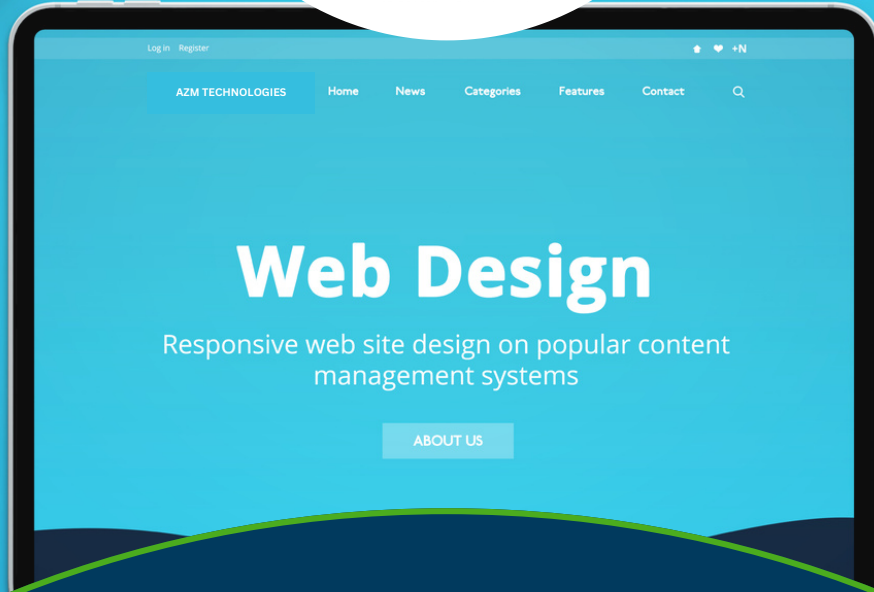 Log in Register
+N
AZM TECHNOLOGIES Home News Categories Features Contact
Web Design
Responsive web site design on popular content
management systems
ABOUT US